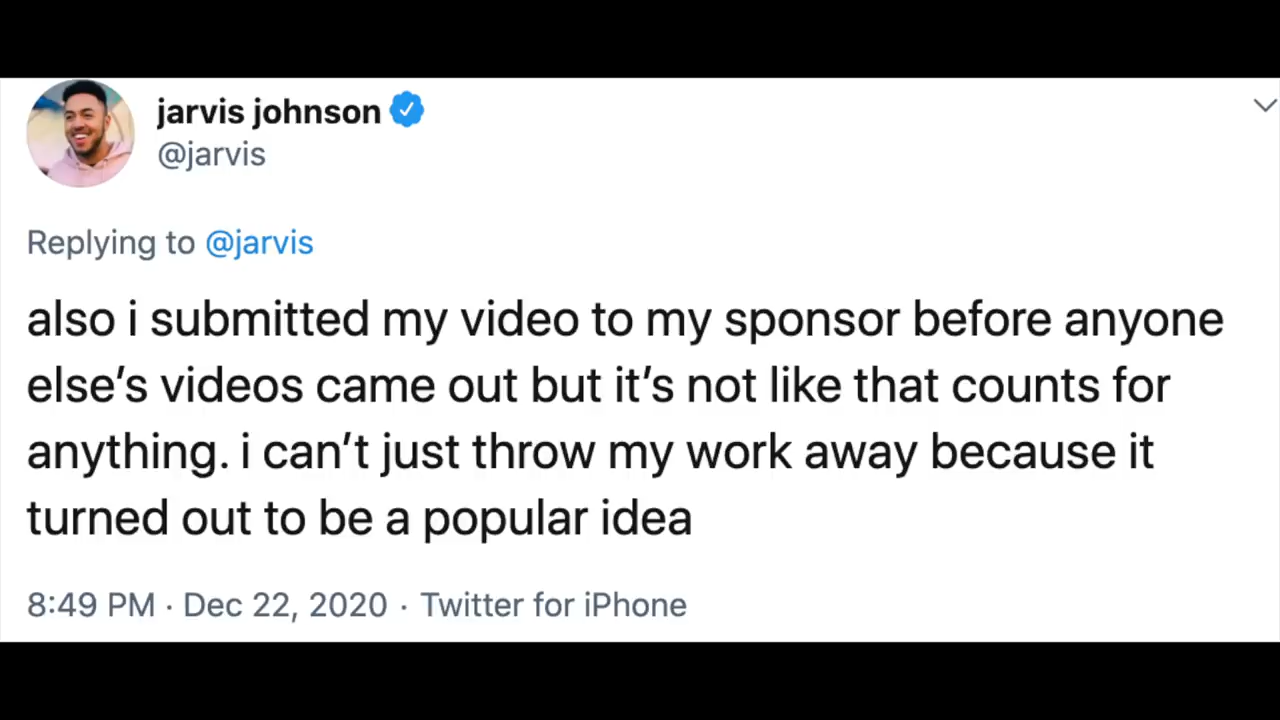 jarvis johnson
@jarvis
Replying to @jarvis
also i submitted my video to my sponsor before anyone
else’s videos came out but it’s not like that counts for
anything. i can’t just throw my work away because it
turned out to be a popular idea
8:49 PM · Dec 22, 2020 · Twitter for iPhone